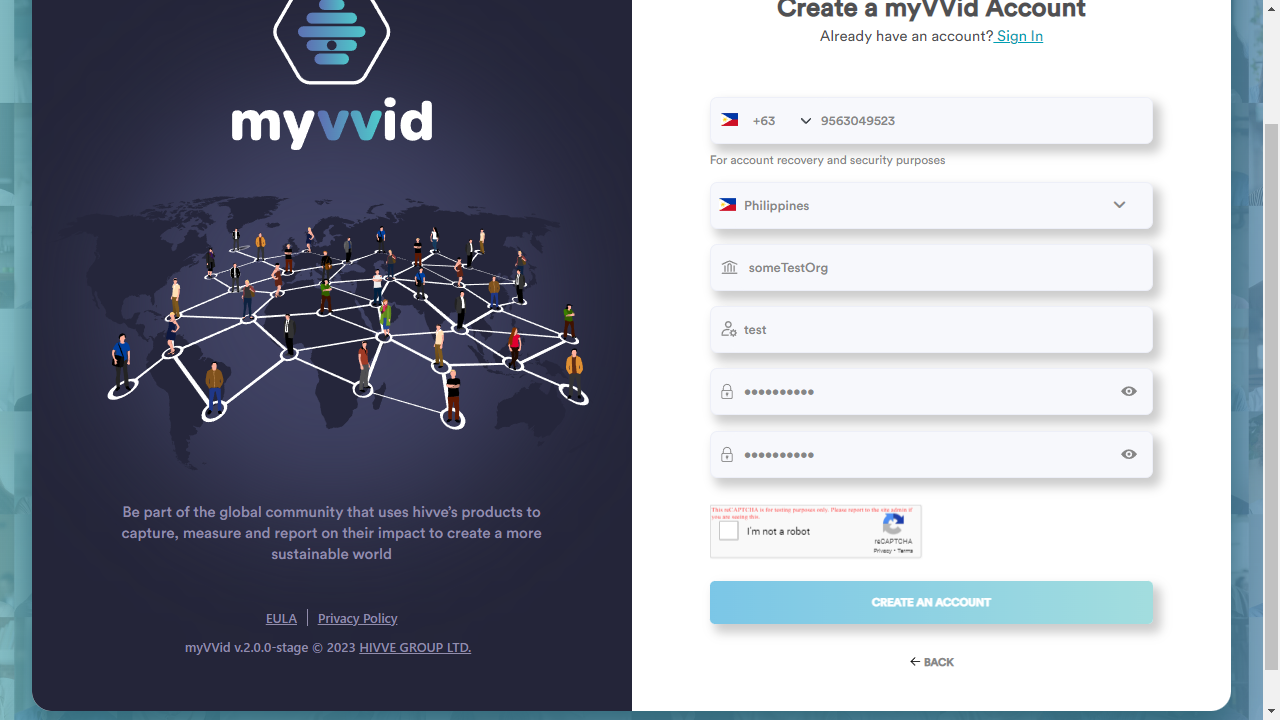 Create a myVVid Account
Already have an account? Sign In
myvvid
+63
9563049523
For account recovery and security purposes
Philippines
someTestOrg
test
This reCAPTCHA is for testing purposes only. Please report to the site admin if
you are seeing this.
I'm not a robot
reCAPTCHA
Privacy - Terms
CREATE AN ACCOUNT
BACK
Be part of the global community that uses hivve's products to
capture, measure and report on their impact to create a more
sustainable world
EULA
Privacy Policy
myVVid v.2.0.0-stage © 2023 HIVVE GROUP LTD.